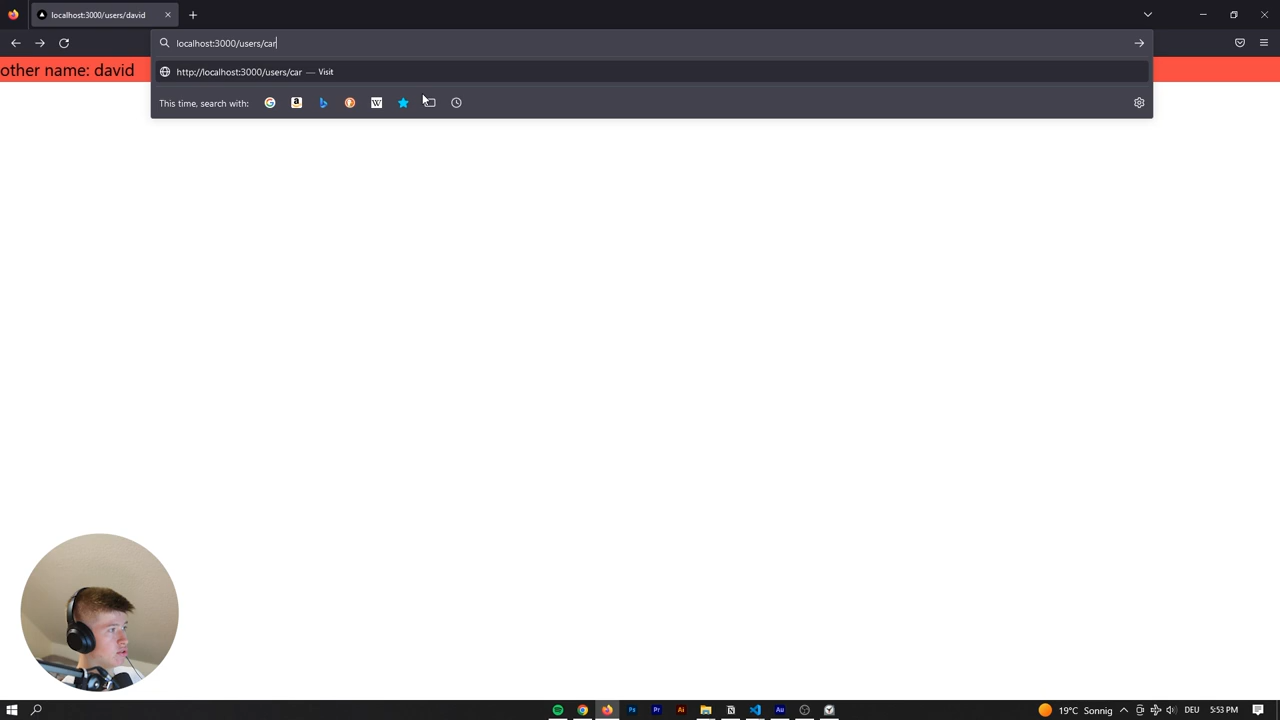 localhost:3000/users/david
localhost:3000/users/car
http://localhost:3000/users/car — Visit
other name: david
This time, search with:
19°C Sonnig
DEU
5:53 PM